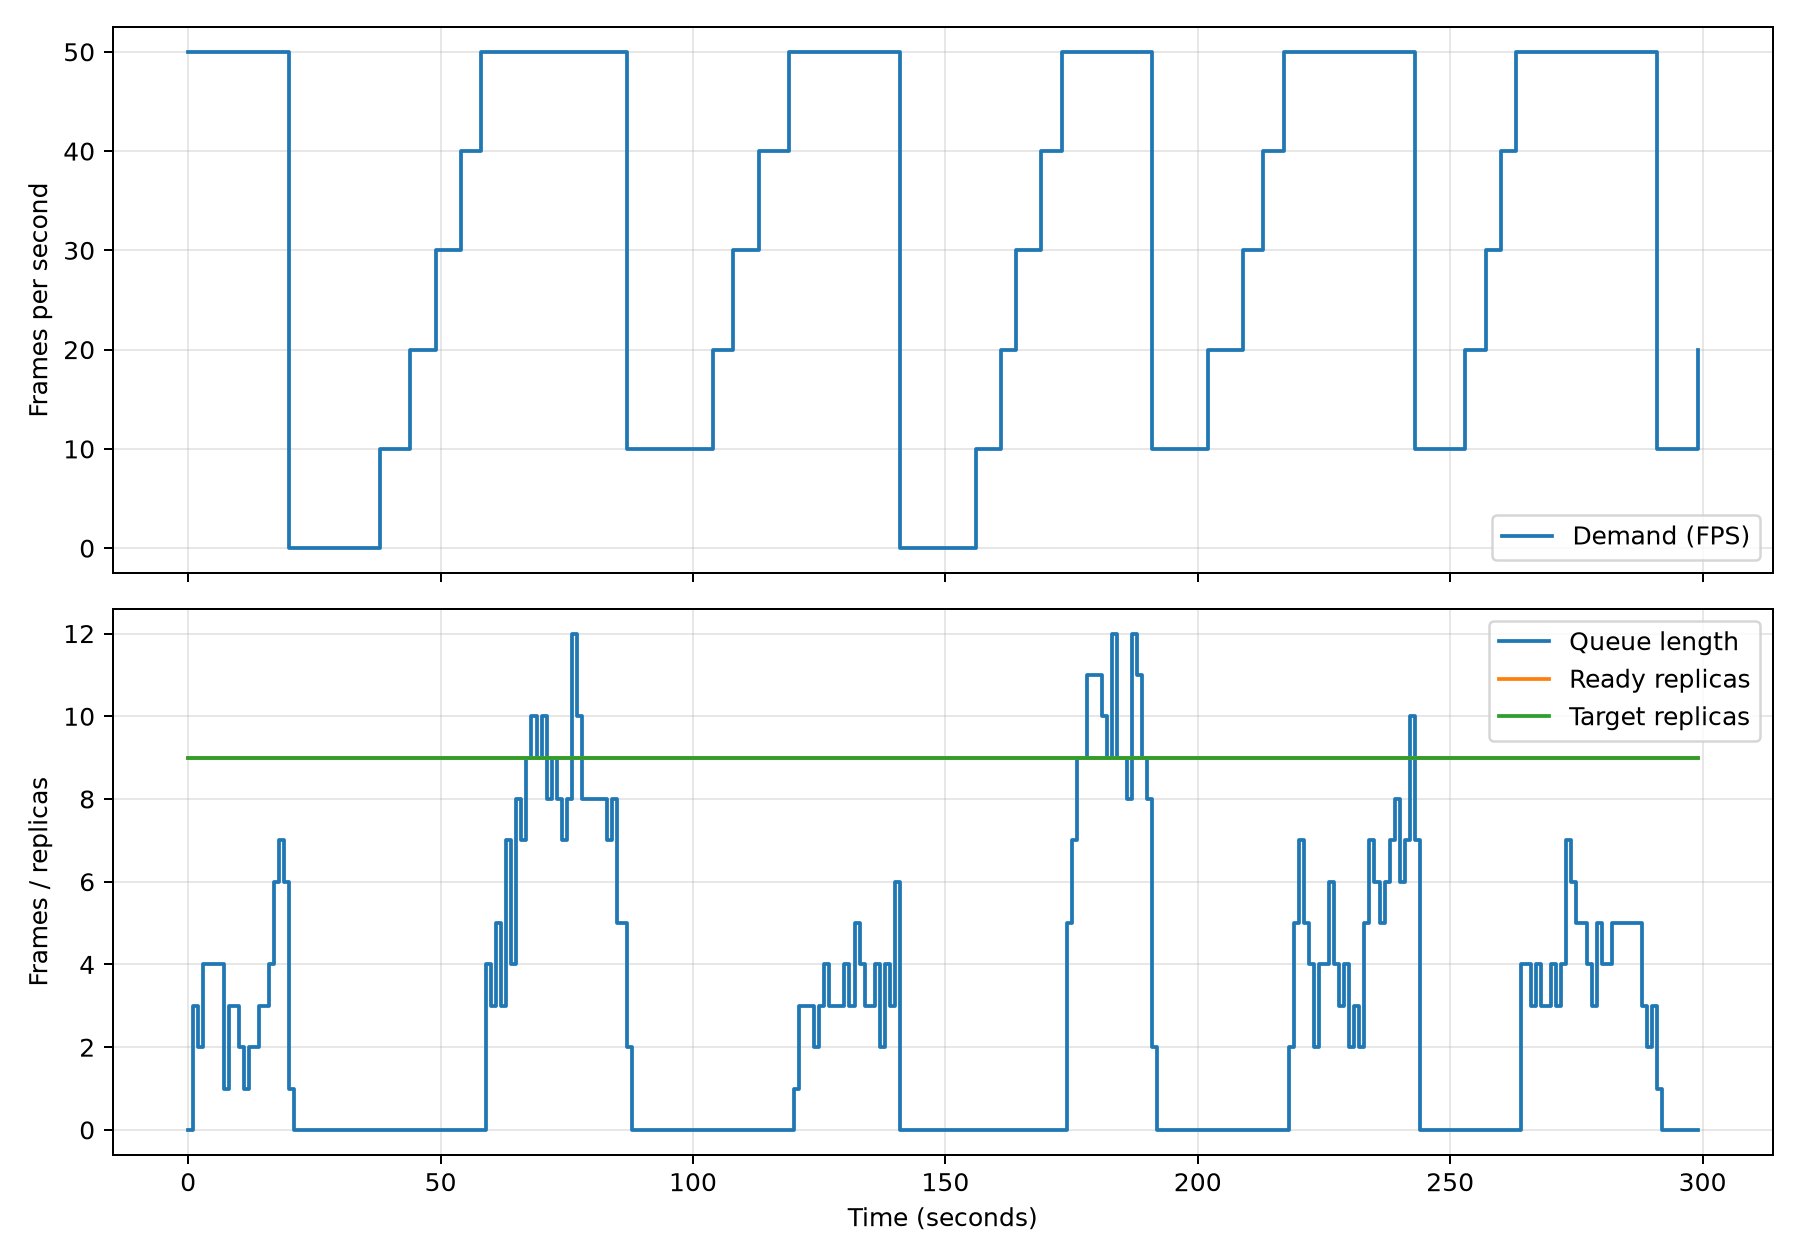 Frames per second
50
40
30
20
10
0
Demand (FPS)
Frames / replicas
12
10
8
6
4
2
0
Queue length
Ready replicas
Target replicas
0 50 100 150 200 250 300
Time (seconds)